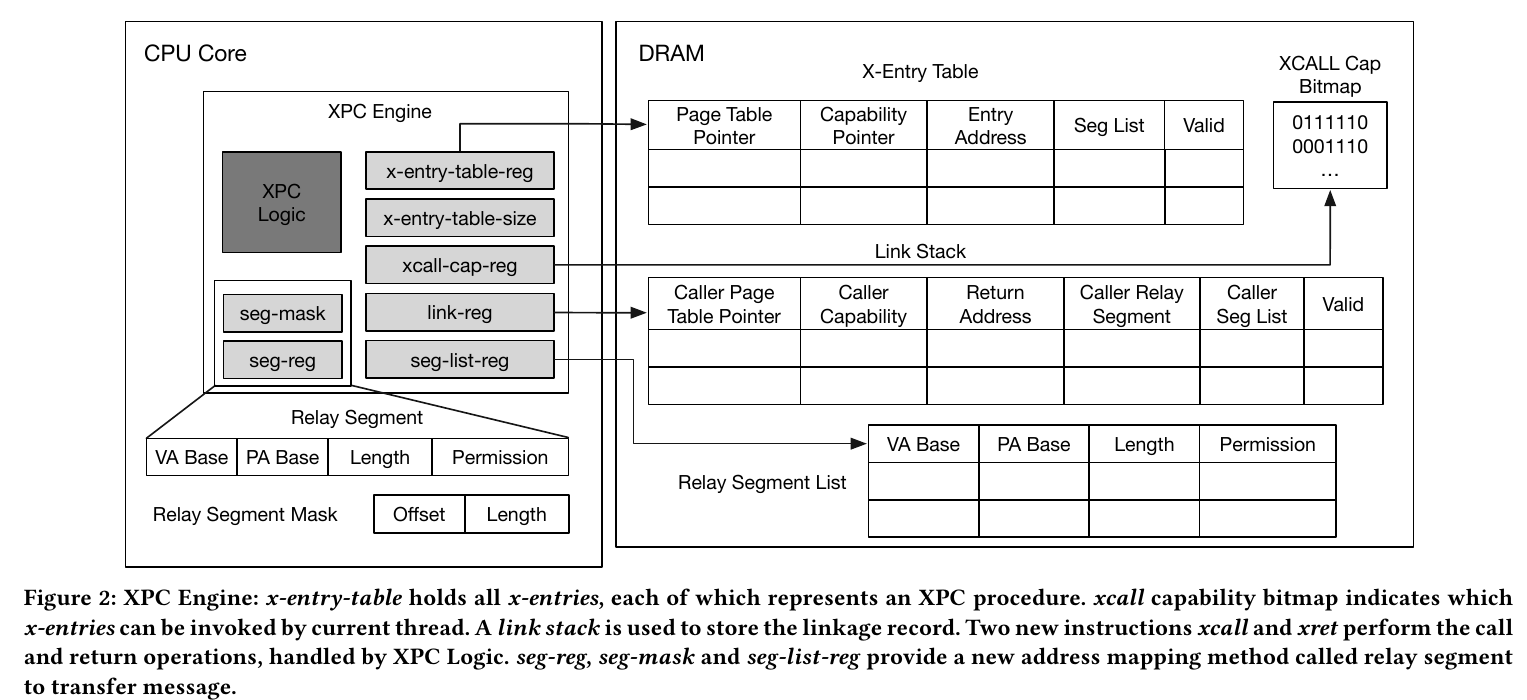 CPU Core
XPC Engine
XPC
Logic
x-entry-table-reg
x-entry-table-size
xcall-cap-reg
link-reg
seg-list-reg
seg-mask
seg-reg
Relay Segment
VA Base PA Base Length Permission
Relay Segment Mask Offset Length
DRAM
X-Entry Table
Page Table
Pointer
Capability
Pointer
Entry
Address
Seg List
Valid
XCALL Cap
Bitmap
0111110
0001110
...
Link Stack
Caller Page
Table Pointer
Caller
Capability
Return
Address
Caller Relay
Segment
Caller
Seg List
Valid
VA Base PA Base Length Permission
Relay Segment List
Figure 2: XPC Engine: x-entry-table holds all x-entries, each of which represents an XPC procedure. xcall capability bitmap indicates which
x-entries can be invoked by current thread. A link stack is used to store the linkage record. Two new instructions xcall and xret perform the call
and return operations, handled by XPC Logic. seg-reg, seg-mask and seg-list-reg provide a new address mapping method called relay segment
to transfer message.